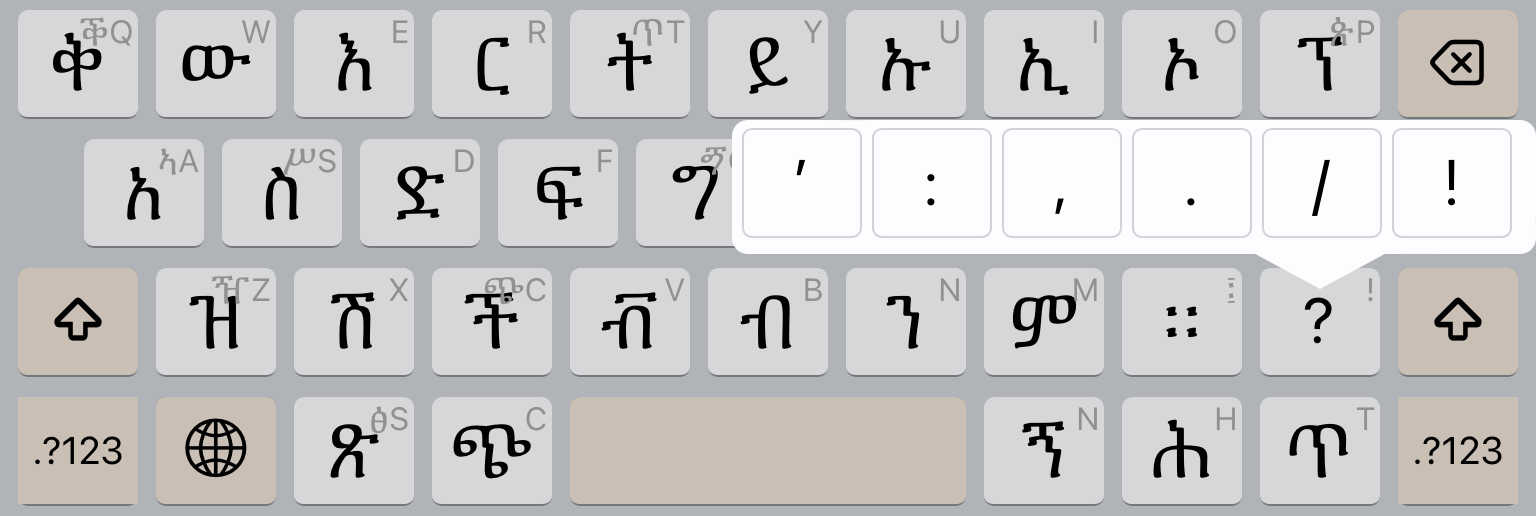 ቅ ቐ Q ው W እ E ር R ት ጥ T ይ Y ኡ U ኢ I ኦ O ፕ ጵ P
አ ኣ A ስ ሥ S ድ D ፍ F ግ ' : , . / !
ዝ ዥ Z ሽ X ች ጭ C ቭ V ብ B ን N ም M ። ፤ ? !
.?123 ጽ ፀ S ጭ C ኝ N ሕ H ጥ T .?123